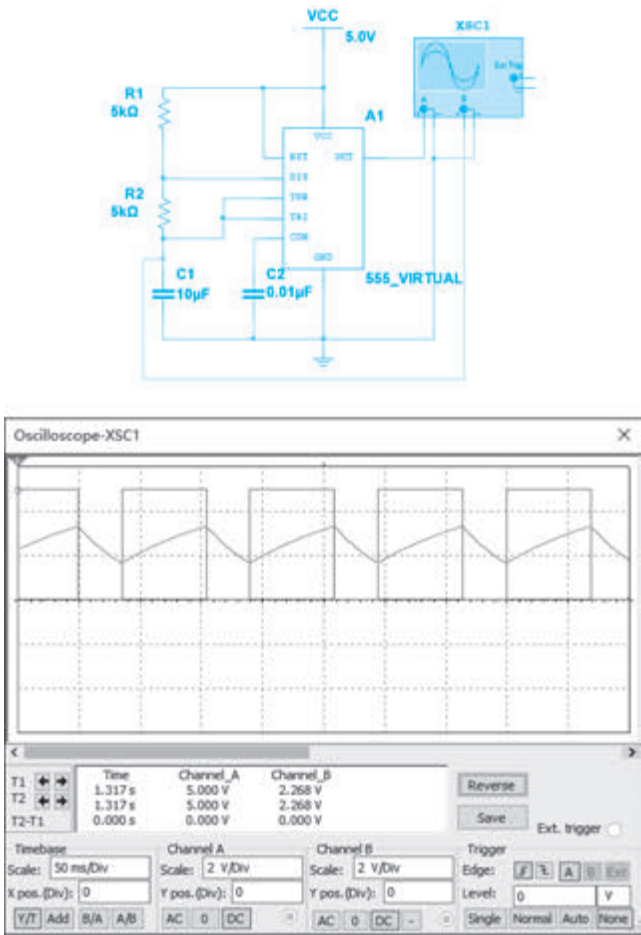 VCC
5.0V
XSC1
Ext Trig
A
B
R1
5kΩ
A1
VCC
RST
OUT
DIS
R2
5kΩ
THR
TRI
CON
GND
C1
10μF
C2
0.01μF
555_VIRTUAL
Oscilloscope-XSC1
Time Channel_A Channel_B
T1 1.317 s 5.000 V 2.268 V
T2 1.317 s 5.000 V 2.268 V
T2-T1 0.000 s 0.000 V 0.000 V
Reverse
Save
Ext. trigger
Timebase
Scale: 50 ms/Div
X pos.(Div): 0
Y/T Add B/A A/B
Channel A
Scale: 2 V/Div
Y pos.(Div): 0
AC 0 DC
Channel B
Scale: 2 V/Div
Y pos.(Div): 0
AC 0 DC -
Trigger
Edge: A B Ext
Level: 0 V
Single Normal Auto None